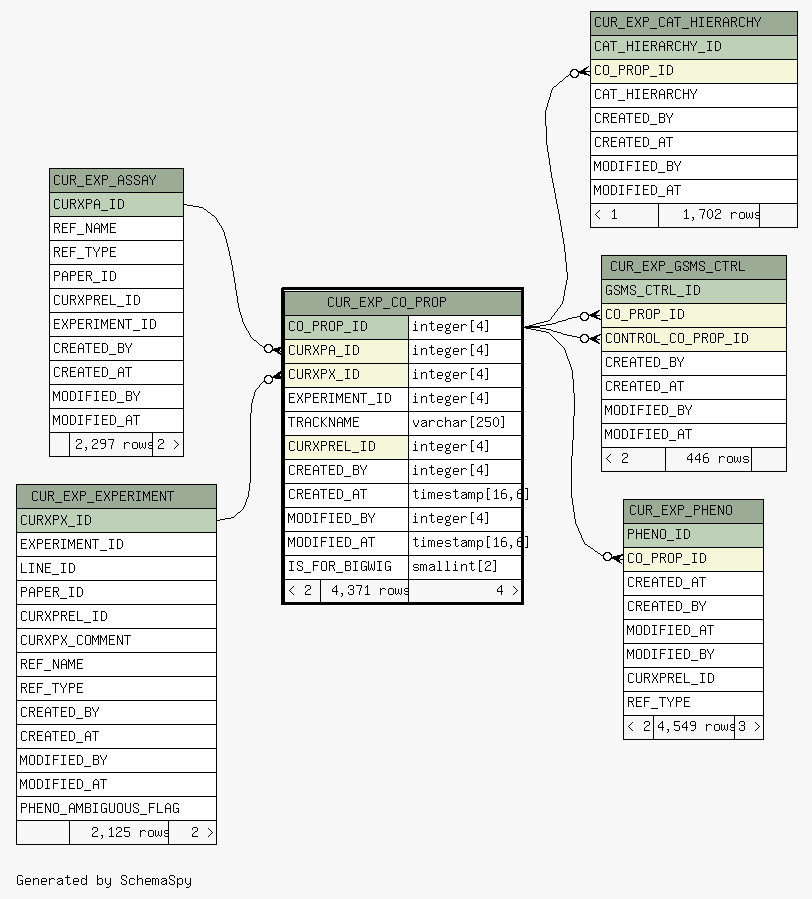 CUR_EXP_CAT_HIERARCHY
CAT_HIERARCHY_ID
CO_PROP_ID
CAT_HIERARCHY
CREATED_BY
CREATED_AT
MODIFIED_BY
MODIFIED_AT
< 1 1,702 rows
CUR_EXP_ASSAY
CURXPA_ID
REF_NAME
REF_TYPE
PAPER_ID
CURXPREL_ID
EXPERIMENT_ID
CREATED_BY
CREATED_AT
MODIFIED_BY
MODIFIED_AT
2,297 rows 2 >
CUR_EXP_GSMS_CTRL
GSMS_CTRL_ID
CO_PROP_ID
CONTROL_CO_PROP_ID
CREATED_BY
CREATED_AT
MODIFIED_BY
MODIFIED_AT
< 2 446 rows
CUR_EXP_CO_PROP
CO_PROP_ID integer[4]
CURXPA_ID integer[4]
CURXPX_ID integer[4]
EXPERIMENT_ID integer[4]
TRACKNAME varchar[250]
CURXPREL_ID integer[4]
CREATED_BY integer[4]
CREATED_AT timestamp[16,6]
MODIFIED_BY integer[4]
MODIFIED_AT timestamp[16,6]
IS_FOR_BIGWIG smallint[2]
< 2 4,371 rows 4 >
CUR_EXP_EXPERIMENT
CURXPX_ID
EXPERIMENT_ID
LINE_ID
PAPER_ID
CURXPREL_ID
CURXPX_COMMENT
REF_NAME
REF_TYPE
CREATED_BY
CREATED_AT
MODIFIED_BY
MODIFIED_AT
PHENO_AMBIGUOUS_FLAG
2,125 rows 2 >
CUR_EXP_PHENO
PHENO_ID
CO_PROP_ID
CREATED_AT
CREATED_BY
MODIFIED_AT
MODIFIED_BY
CURXPREL_ID
REF_TYPE
< 2 4,549 rows 3 >
Generated by SchemaSpy